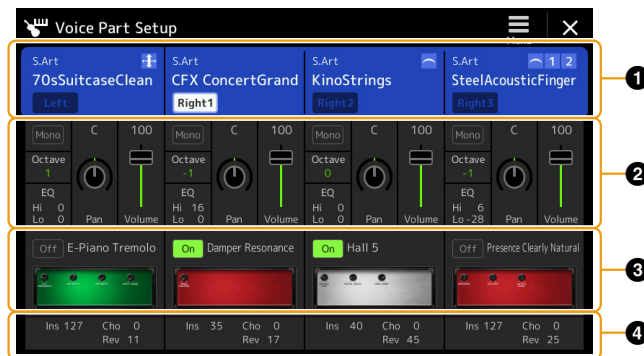 Voice Part Setup
Menu
S.Art S.Art S.Art S.Art 1 2
70sSuitcaseClean CFX ConcertGrand KinoStrings SteelAcousticFinger
Left Right1 Right2 Right3
1
Mono C 100 Mono C 100 Mono C 100 Mono C 100
Octave Octave Octave Octave
1 -1 0 -1
2
EQ EQ EQ EQ
Hi 0 Hi 16 Hi 0 Hi 6
Lo 0 Pan Volume Lo 0 Pan Volume Lo 0 Pan Volume Lo -28 Pan Volume
Off E-Piano Tremolo On Damper Resonance On Hall 5 Off Presence Clearly Natural
3
Ins 127 Cho 0 Ins 35 Cho 0 Ins 40 Cho 0 Ins 127 Cho 0
Rev 11 Rev 17 Rev 45 Rev 25
4